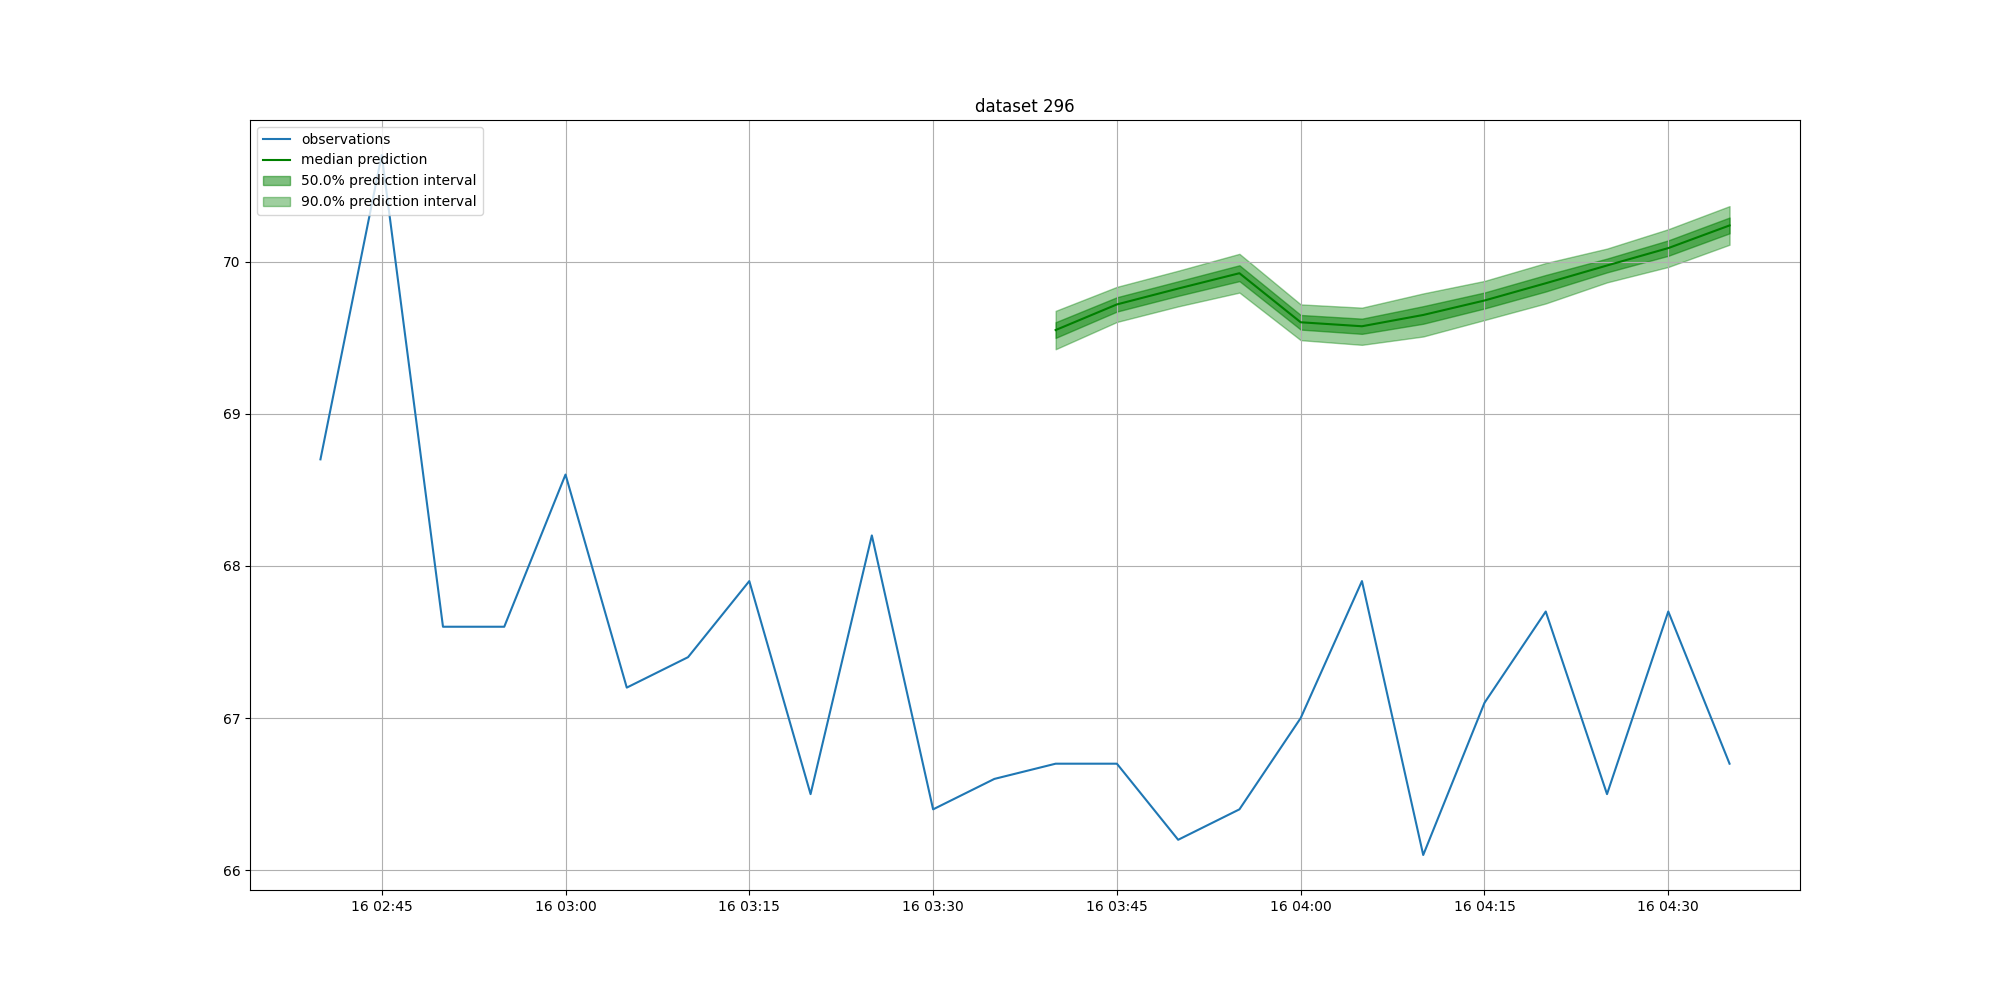 dataset 296
observations
median prediction
50.0% prediction interval
90.0% prediction interval
70
69
68
67
66
16 02:45 16 03:00 16 03:15 16 03:30 16 03:45 16 04:00 16 04:15 16 04:30